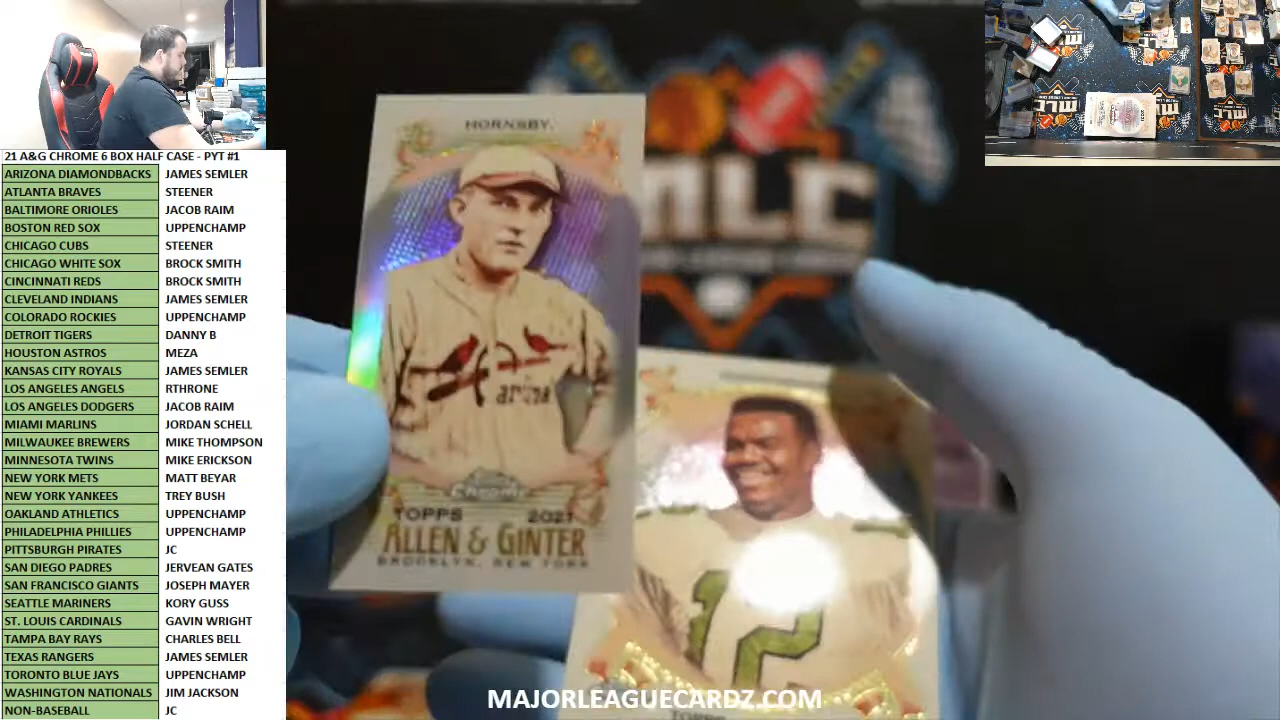 21 A&G CHROME 6 BOX HALF CASE - PYT #1
ARIZONA DIAMONDBACKS JAMES SEMLER
ATLANTA BRAVES STEENER
BALTIMORE ORIOLES JACOB RAIM
BOSTON RED SOX UPPENCHAMP
CHICAGO CUBS STEENER
CHICAGO WHITE SOX BROCK SMITH
CINCINNATI REDS BROCK SMITH
CLEVELAND INDIANS JAMES SEMLER
COLORADO ROCKIES UPPENCHAMP
DETROIT TIGERS DANNY B
HOUSTON ASTROS MEZA
KANSAS CITY ROYALS JAMES SEMLER
LOS ANGELES ANGELS RTHRONE
LOS ANGELES DODGERS JACOB RAIM
MIAMI MARLINS JORDAN SCHELL
MILWAUKEE BREWERS MIKE THOMPSON
MINNESOTA TWINS MIKE ERICKSON
NEW YORK METS MATT BEYAR
NEW YORK YANKEES TREY BUSH
OAKLAND ATHLETICS UPPENCHAMP
PHILADELPHIA PHILLIES UPPENCHAMP
PITTSBURGH PIRATES JC
SAN DIEGO PADRES JERVEAN GATES
SAN FRANCISCO GIANTS JOSEPH MAYER
SEATTLE MARINERS KORY GUSS
ST. LOUIS CARDINALS GAVIN WRIGHT
TAMPA BAY RAYS CHARLES BELL
TEXAS RANGERS JAMES SEMLER
TORONTO BLUE JAYS UPPENCHAMP
WASHINGTON NATIONALS JIM JACKSON
NON-BASEBALL JC
HORNSBY.
Chrome
TOPPS 2021
ALLEN & GINTER
BROOKLYN, NEW YORK
MLC
12
TOPPS
MAJORLEAGUECARDZ.COM